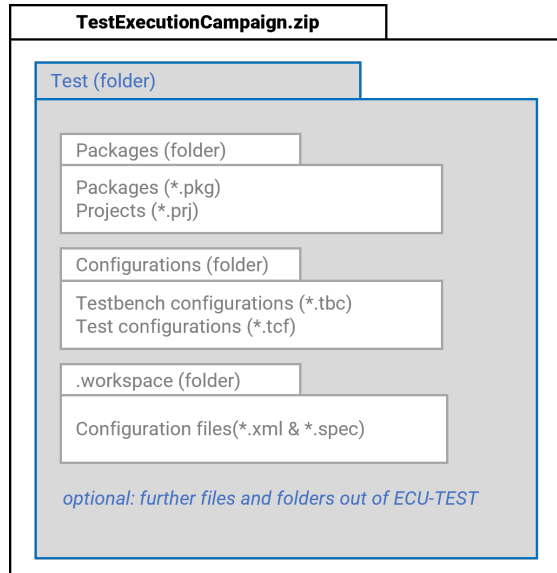 TestExecutionCampaign.zip
Test (folder)
Packages (folder)
Packages (*.pkg)
Projects (*.prj)
Configurations (folder)
Testbench configurations (*.tbc)
Test configurations (*.tcf)
.workspace (folder)
Configuration files(*.xml & *.spec)
optional: further files and folders out of ECU-TEST